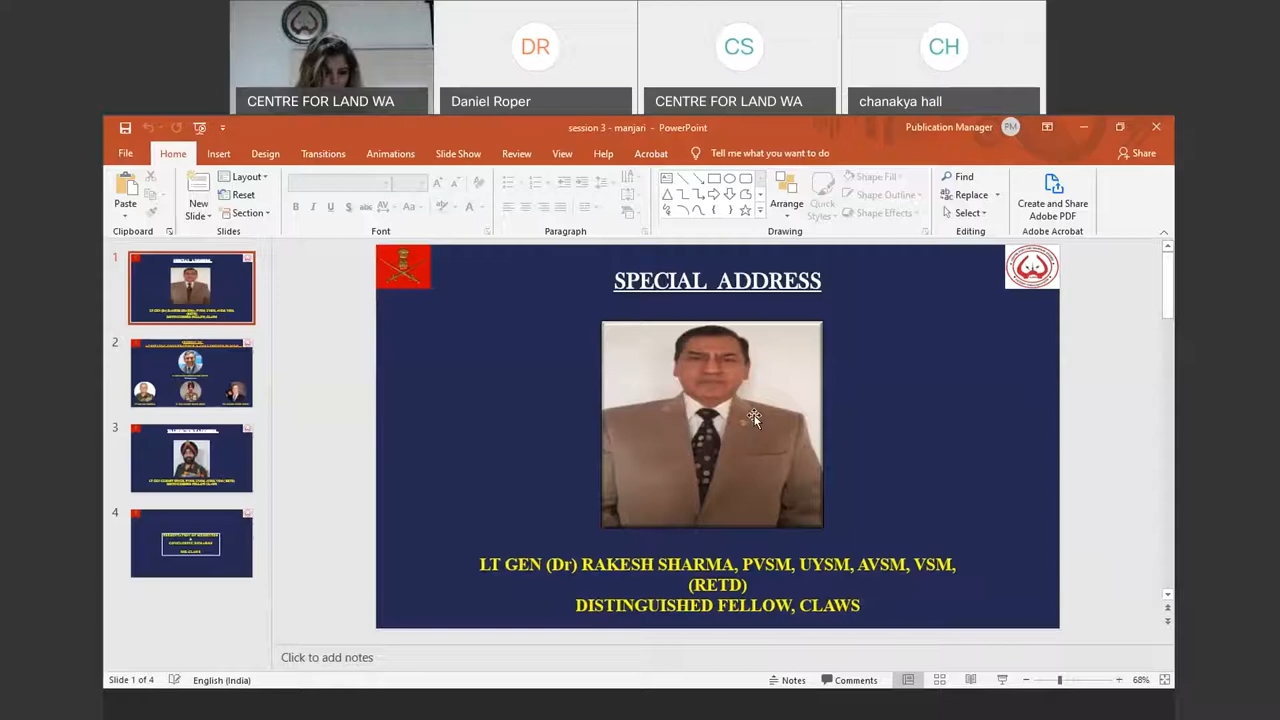 DR
CS
CH
CENTRE FOR LAND WA
Daniel Roper
CENTRE FOR LAND WA
chanakya hall
session 3 - manjari - PowerPoint
Publication Manager
PM
File
Home
Insert
Design
Transitions
Animations
Slide Show
Review
View
Help
Acrobat
Tell me what you want to do
Share
Paste
New
Slide
Layout
Reset
Section
Arrange
Quick
Styles
Shape Fill
Shape Outline
Shape Effects
Find
Replace
Select
Create and Share
Adobe PDF
Clipboard
Slides
Font
Paragraph
Drawing
Editing
Adobe Acrobat
1
2
3
4
SPECIAL ADDRESS
LT GEN (Dr) RAKESH SHARMA, PVSM, UYSM, AVSM, VSM,
(RETD)
DISTINGUISHED FELLOW, CLAWS
Click to add notes
Slide 1 of 4
English (India)
Notes
Comments
68%